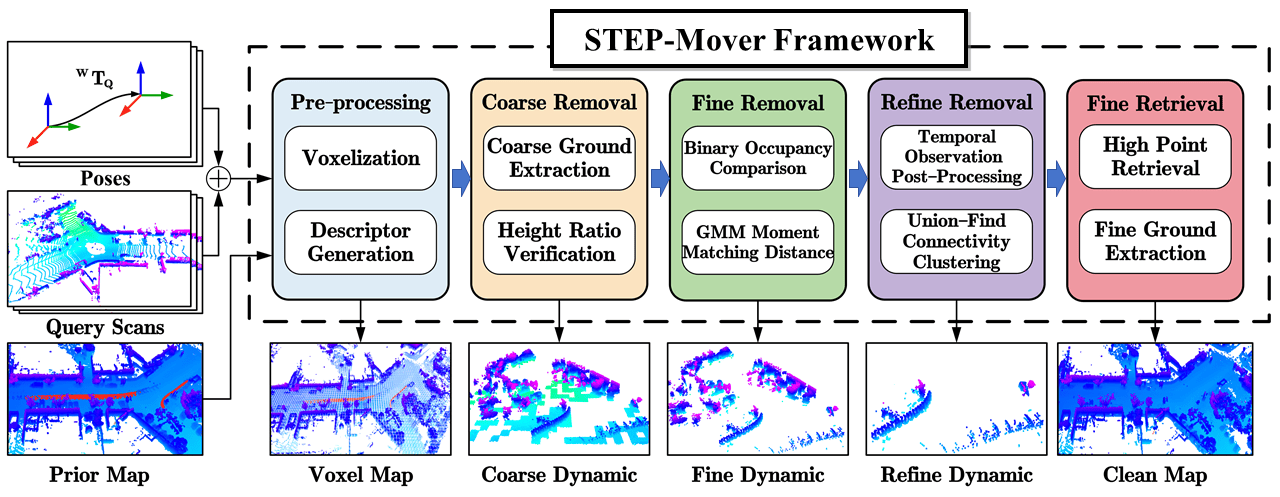 STEP-Mover Framework
ᵂT_Q
Poses
Query Scans
Prior Map
Pre-processing
Voxelization
Descriptor
Generation
Coarse Removal
Coarse Ground
Extraction
Height Ratio
Verification
Fine Removal
Binary Occupancy
Comparison
GMM Moment
Matching Distance
Refine Removal
Temporal
Observation
Post-Processing
Union-Find
Connectivity
Clustering
Fine Retrieval
High Point
Retrieval
Fine Ground
Extraction
Voxel Map
Coarse Dynamic
Fine Dynamic
Refine Dynamic
Clean Map